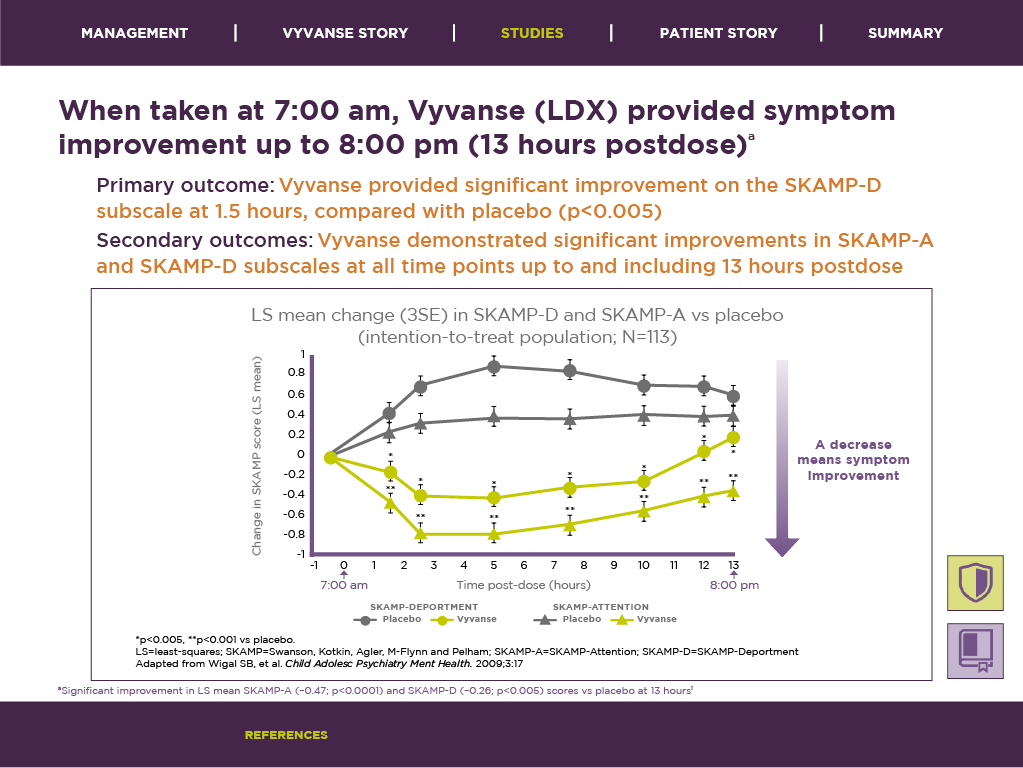 MANAGEMENT | VYVANSE STORY | STUDIES | PATIENT STORY | SUMMARY
When taken at 7:00 am, Vyvanse (LDX) provided symptom
improvement up to 8:00 pm (13 hours postdose)ᵃ
Primary outcome: Vyvanse provided significant improvement on the SKAMP-D
subscale at 1.5 hours, compared with placebo (p<0.005)
Secondary outcomes: Vyvanse demonstrated significant improvements in SKAMP-A
and SKAMP-D subscales at all time points up to and including 13 hours postdose
LS mean change (3SE) in SKAMP-D and SKAMP-A vs placebo
(intention-to-treat population; N=113)
Change in SKAMP score (LS mean)
1
0.8
0.6
0.4
0.2
0
-0.2
-0.4
-0.6
-0.8
-1
* * * * * * *
** ** ** ** ** ** **
A decrease
means symptom
improvement
-1 0 1 2 3 4 5 6 7 8 9 10 11 12 13
7:00 am Time post-dose (hours) 8:00 pm
SKAMP-DEPORTMENT SKAMP-ATTENTION
Placebo Vyvanse Placebo Vyvanse
*p<0.005, **p<0.001 vs placebo.
LS=least-squares; SKAMP=Swanson, Kotkin, Agler, M-Flynn and Pelham; SKAMP-A=SKAMP-Attention; SKAMP-D=SKAMP-Deportment
Adapted from Wigal SB, et al. Child Adolesc Psychiatry Ment Health. 2009;3:17
ᵃSignificant improvement in LS mean SKAMP-A (−0.47; p<0.0001) and SKAMP-D (−0.26; p<0.005) scores vs placebo at 13 hours¹
REFERENCES